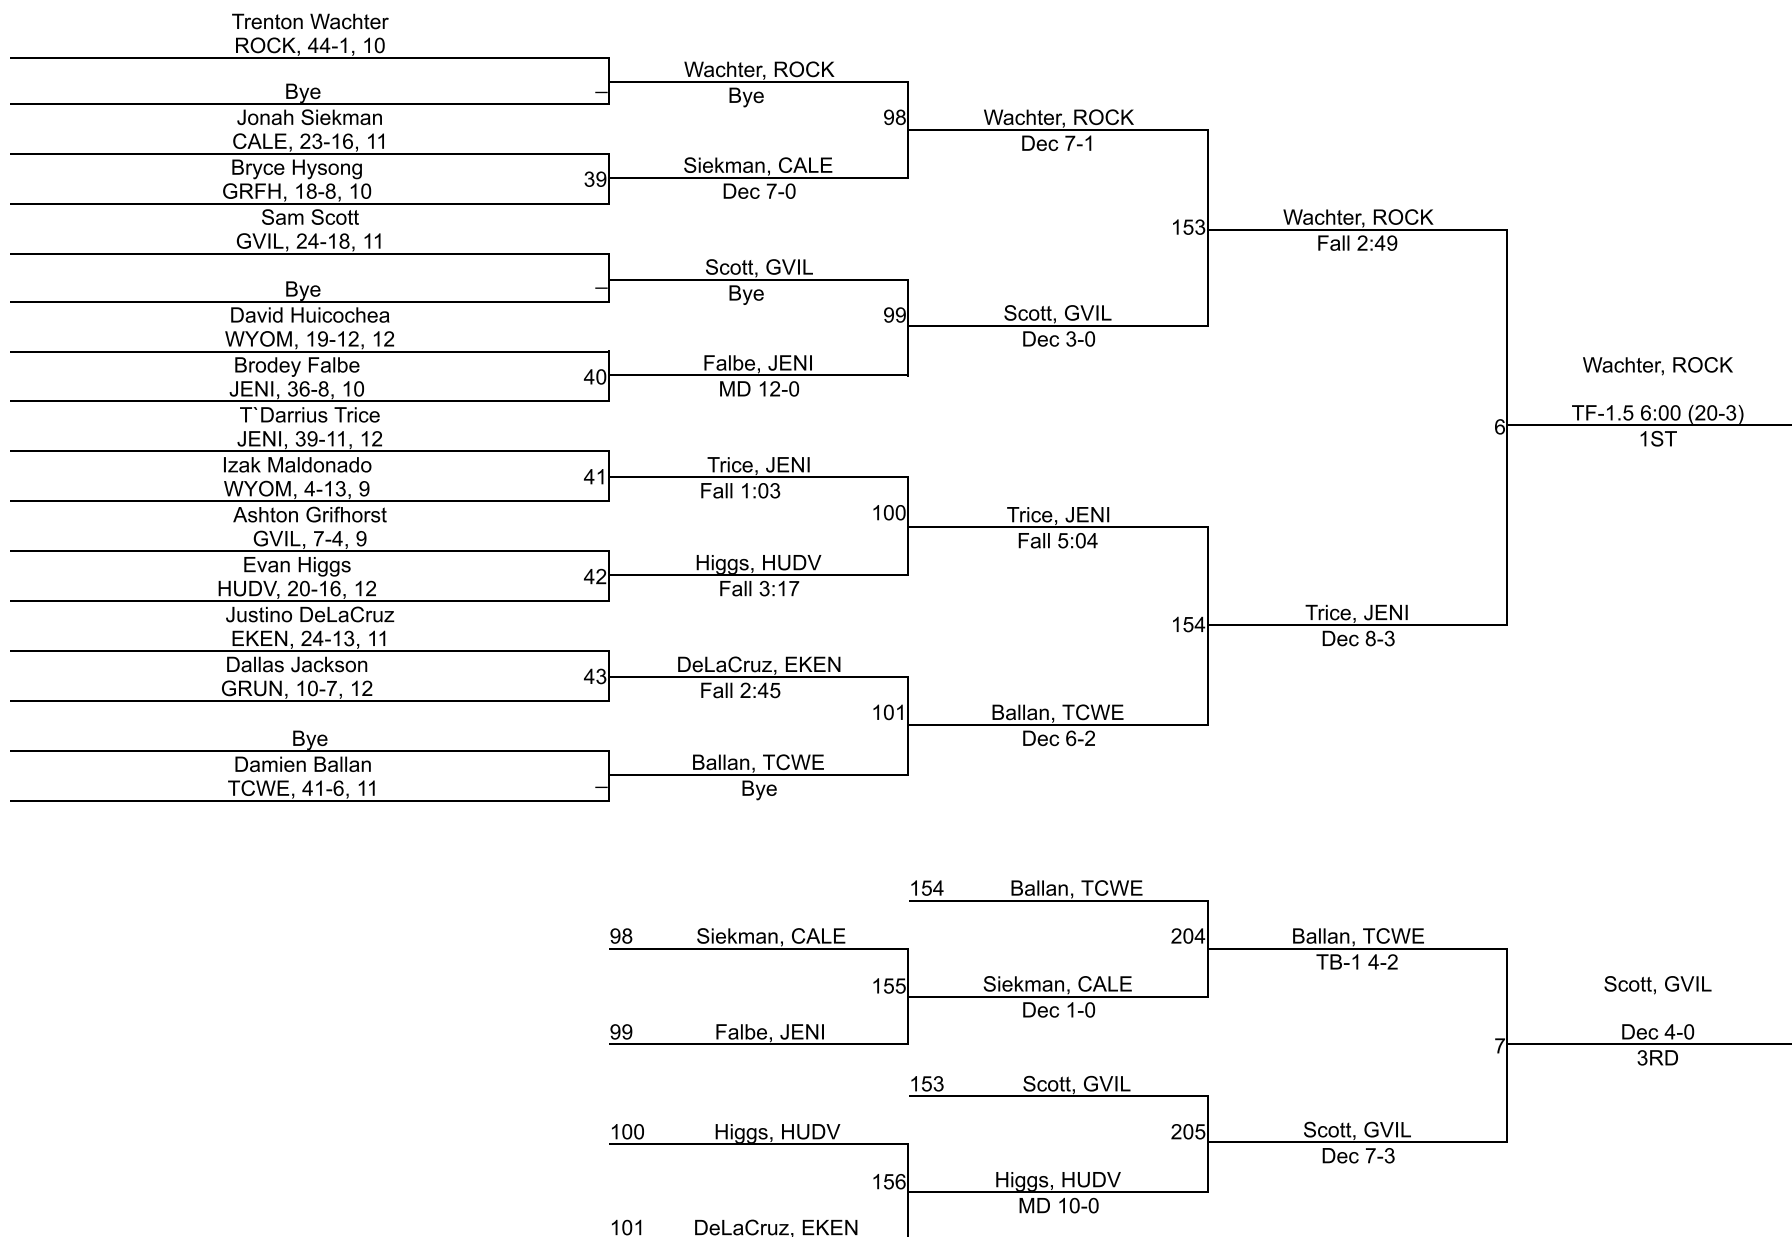 Trenton Wachter
ROCK, 44-1, 10
Bye
–
Jonah Siekman
CALE, 23-16, 11
Bryce Hysong
GRFH, 18-8, 10
39
Sam Scott
GVIL, 24-18, 11
Bye
–
David Huicochea
WYOM, 19-12, 12
Brodey Falbe
JENI, 36-8, 10
40
T`Darrius Trice
JENI, 39-11, 12
Izak Maldonado
WYOM, 4-13, 9
41
Ashton Grifhorst
GVIL, 7-4, 9
Evan Higgs
HUDV, 20-16, 12
42
Justino DeLaCruz
EKEN, 24-13, 11
Dallas Jackson
GRUN, 10-7, 12
43
Bye
Damien Ballan
TCWE, 41-6, 11
–
Wachter, ROCK
Bye
98
Siekman, CALE
Dec 7-0
Scott, GVIL
Bye
99
Falbe, JENI
MD 12-0
Trice, JENI
Fall 1:03
100
Higgs, HUDV
Fall 3:17
DeLaCruz, EKEN
Fall 2:45
101
Ballan, TCWE
Bye
Wachter, ROCK
Dec 7-1
153
Scott, GVIL
Dec 3-0
Trice, JENI
Fall 5:04
154
Ballan, TCWE
Dec 6-2
Wachter, ROCK
Fall 2:49
6
Trice, JENI
Dec 8-3
Wachter, ROCK
TF-1.5 6:00 (20-3)
1ST
98 Siekman, CALE
155
99 Falbe, JENI
100 Higgs, HUDV
156
101 DeLaCruz, EKEN
154 Ballan, TCWE
204
Siekman, CALE
Dec 1-0
153 Scott, GVIL
205
Higgs, HUDV
MD 10-0
Ballan, TCWE
TB-1 4-2
7
Scott, GVIL
Dec 7-3
Scott, GVIL
Dec 4-0
3RD